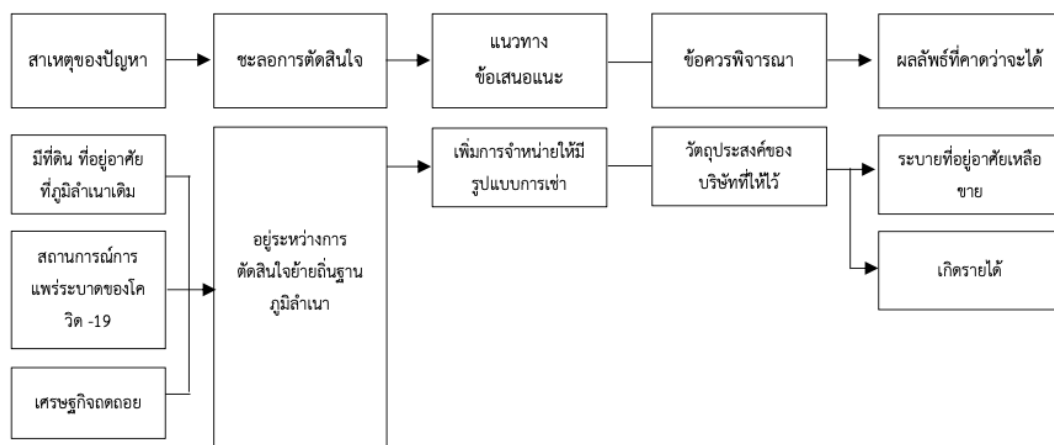 สาเหตุของปัญหา
ชะลอการตัดสินใจ
แนวทาง
ข้อเสนอแนะ
ข้อควรพิจารณา
ผลลัพธ์ที่คาดว่าจะได้
มีที่ดิน ที่อยู่อาศัย
ที่ภูมิลำเนาเดิม
สถานการณ์การ
แพร่ระบาดของโค
วิด -19
เศรษฐกิจถดถอย
อยู่ระหว่างการ
ตัดสินใจย้ายถิ่นฐาน
ภูมิลำเนา
เพิ่มการจำหน่ายให้มี
รูปแบบการเช่า
วัตถุประสงค์ของ
บริษัทที่ให้ไว้
ระบายที่อยู่อาศัยเหลือ
ขาย
เกิดรายได้